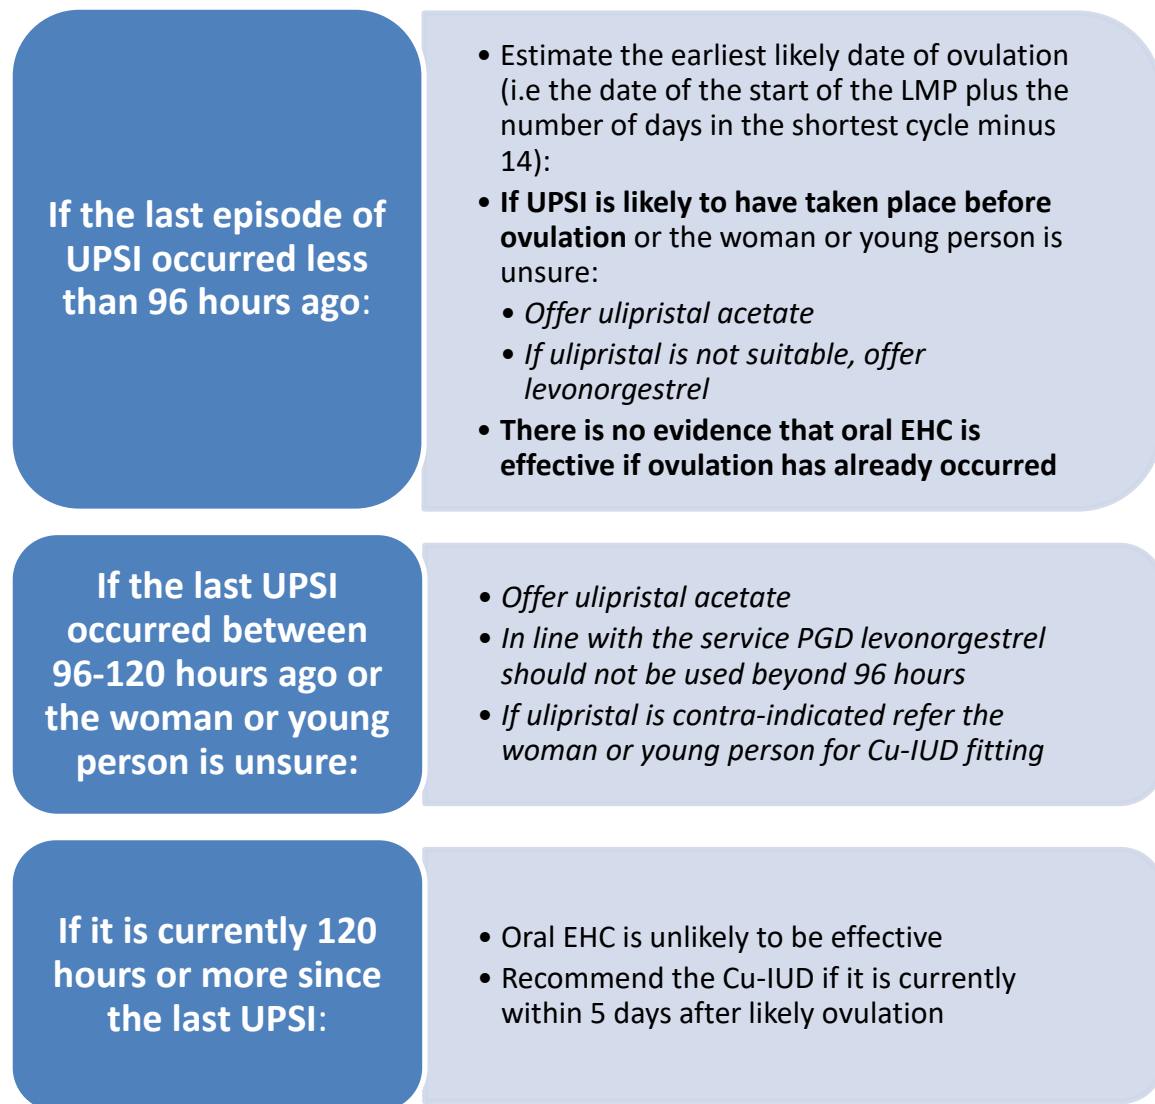 If the last episode of
UPSI occurred less
than 96 hours ago:
• Estimate the earliest likely date of ovulation
(i.e the date of the start of the LMP plus the
number of days in the shortest cycle minus
14):
• If UPSI is likely to have taken place before
ovulation or the woman or young person is
unsure:
• Offer ulipristal acetate
• If ulipristal is not suitable, offer
levonorgestrel
• There is no evidence that oral EHC is
effective if ovulation has already occurred
If the last UPSI
occurred between
96-120 hours ago or
the woman or young
person is unsure:
• Offer ulipristal acetate
• In line with the service PGD levonorgestrel
should not be used beyond 96 hours
• If ulipristal is contra-indicated refer the
woman or young person for Cu-IUD fitting
If it is currently 120
hours or more since
the last UPSI:
• Oral EHC is unlikely to be effective
• Recommend the Cu-IUD if it is currently
within 5 days after likely ovulation